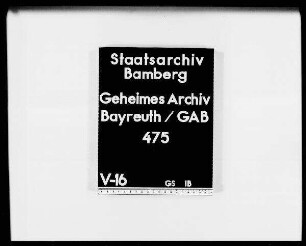 Staatsarchiv
Bamberg
Geheimes Archiv
Bayreuth / GAB
475
V-16 GS IB